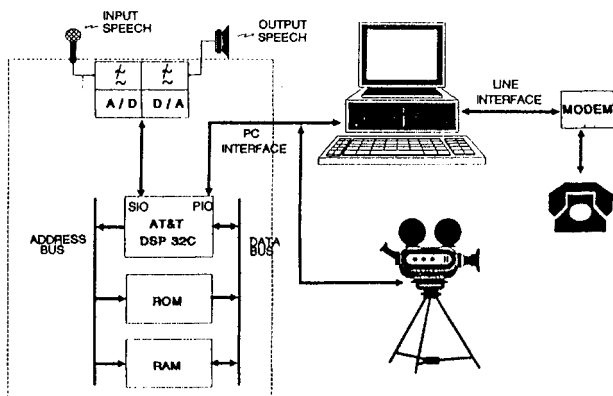 INPUT
SPEECH
OUTPUT
SPEECH
A / D
D / A
LINE
INTERFACE
MODEM
PC
INTERFACE
SIO
PIO
AT&T
DSP 32C
ADDRESS
BUS
DATA
BUS
ROM
RAM